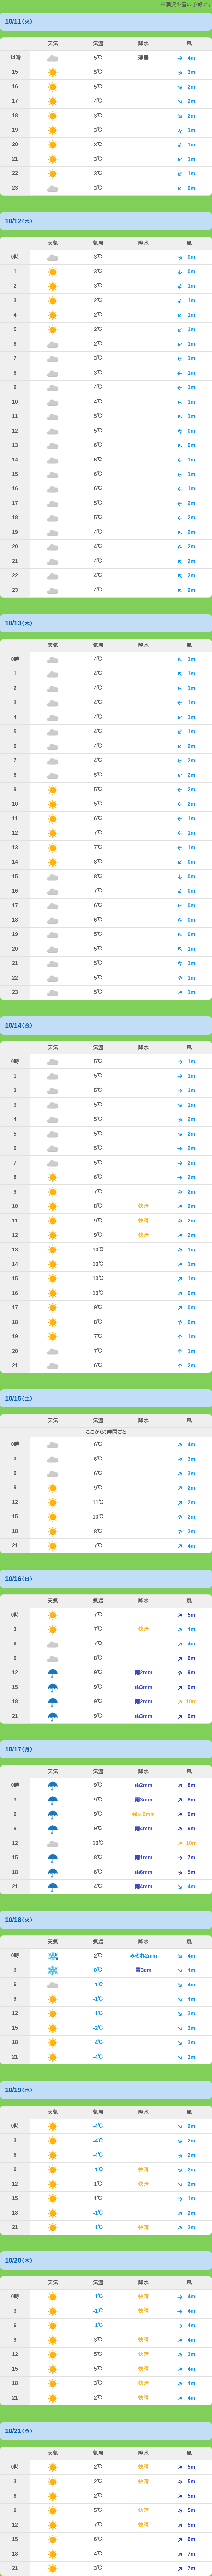 10/11(火)
天気 気温 降水 風
14時 5℃ 4m
15 5℃ 3m
16 5℃ 2m
17 4℃ 2m
18 3℃ 2m
19 3℃ 1m
20 3℃ 1m
21 3℃ 1m
22 3℃ 1m
23 3℃ 0m
10/12(水)
天気 気温 降水 風
0時 3℃ 0m
1 3℃ 0m
2 3℃ 1m
3 2℃ 1m
4 2℃ 1m
5 2℃ 1m
6 2℃ 1m
7 3℃ 1m
8 3℃ 1m
9 4℃ 1m
10 4℃ 1m
11 5℃ 1m
12 5℃ 0m
13 6℃ 0m
14 6℃ 1m
15 6℃ 1m
16 6℃ 1m
17 5℃ 2m
18 5℃ 2m
19 4℃ 2m
20 4℃ 2m
21 4℃ 2m
22 4℃ 2m
23 4℃ 2m
10/13(木)
天気 気温 降水 風
0時 4℃ 1m
1 4℃ 1m
2 4℃ 1m
3 4℃ 1m
4 4℃ 1m
5 4℃ 1m
6 4℃ 2m
7 4℃ 2m
8 5℃ 2m
9 5℃ 2m
10 5℃ 2m
11 6℃ 1m
12 7℃ 1m
13 7℃ 1m
14 8℃ 0m
15 8℃ 0m
16 7℃ 0m
17 6℃ 0m
18 6℃ 0m
19 5℃ 0m
20 5℃ 1m
21 5℃ 1m
22 5℃ 1m
23 5℃ 1m
10/14(金)
天気 気温 降水 風
0時 5℃ 1m
1 5℃ 1m
2 5℃ 1m
3 5℃ 1m
4 5℃ 2m
5 5℃ 2m
6 5℃ 2m
7 5℃ 2m
8 6℃ 2m
9 7℃ 2m
10 8℃ 快晴 2m
11 9℃ 快晴 2m
12 9℃ 快晴 2m
13 10℃ 1m
14 10℃ 1m
15 10℃ 1m
16 10℃ 0m
17 9℃ 0m
18 8℃ 0m
19 7℃ 1m
20 7℃ 1m
21 6℃ 2m
10/15(土)
天気 気温 降水 風
ここから3時間ごと
0時 6℃ 4m
3 6℃ 3m
6 6℃ 3m
9 9℃ 2m
12 11℃ 2m
15 10℃ 2m
18 8℃ 3m
21 7℃ 4m
10/16(日)
天気 気温 降水 風
0時 7℃ 5m
3 7℃ 快晴 4m
6 7℃ 4m
9 8℃ 6m
12 9℃ 雨2mm 9m
15 9℃ 雨3mm 9m
18 9℃ 雨2mm 10m
21 9℃ 雨3mm 9m
10/17(月)
天気 気温 降水 風
0時 9℃ 雨2mm 8m
3 9℃ 雨3mm 8m
6 9℃ 強雨8mm 9m
9 9℃ 雨4mm 9m
12 10℃ 10m
15 8℃ 雨1mm 7m
18 6℃ 雨6mm 5m
21 4℃ 雨4mm 4m
10/18(火)
天気 気温 降水 風
0時 2℃ みぞれ2mm 4m
3 0℃ 雪3cm 4m
6 -1℃ 4m
9 -1℃ 4m
12 -1℃ 3m
15 -2℃ 3m
18 -4℃ 3m
21 -4℃ 3m
10/19(水)
天気 気温 降水 風
0時 -4℃ 2m
3 -4℃ 2m
6 -4℃ 2m
9 -1℃ 快晴 2m
12 1℃ 快晴 2m
15 1℃ 1m
18 -1℃ 快晴 2m
21 -1℃ 快晴 3m
10/20(木)
天気 気温 降水 風
0時 -1℃ 快晴 4m
3 -1℃ 快晴 4m
6 -1℃ 4m
9 3℃ 快晴 4m
12 5℃ 快晴 3m
15 5℃ 快晴 4m
18 3℃ 快晴 4m
21 2℃ 快晴 4m
10/21(金)
天気 気温 降水 風
0時 2℃ 快晴 5m
3 2℃ 快晴 5m
6 2℃ 5m
9 5℃ 快晴 5m
12 7℃ 快晴 5m
15 6℃ 6m
18 4℃ 7m
21 3℃ 7m